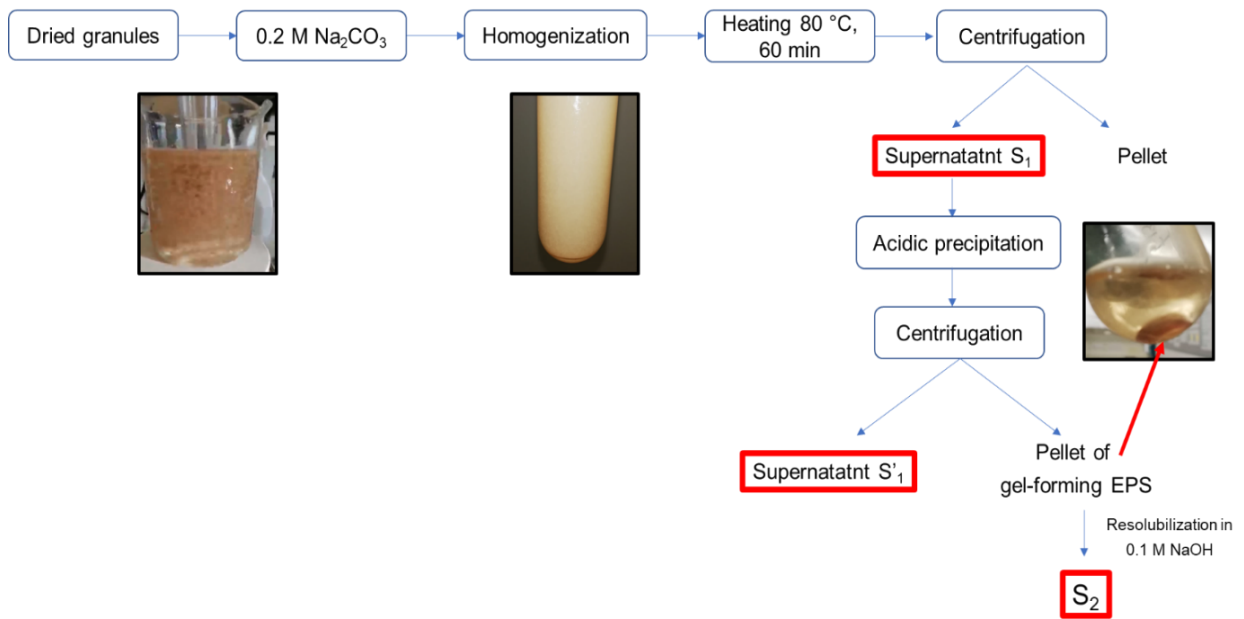 Dried granules
0.2 M Na₂CO₃
Homogenization
Heating 80 °C,
60 min
Centrifugation
Supernatatnt S₁
Pellet
Acidic precipitation
Centrifugation
Supernatatnt S’₁
Pellet of
gel-forming EPS
Resolubilization in
0.1 M NaOH
S₂